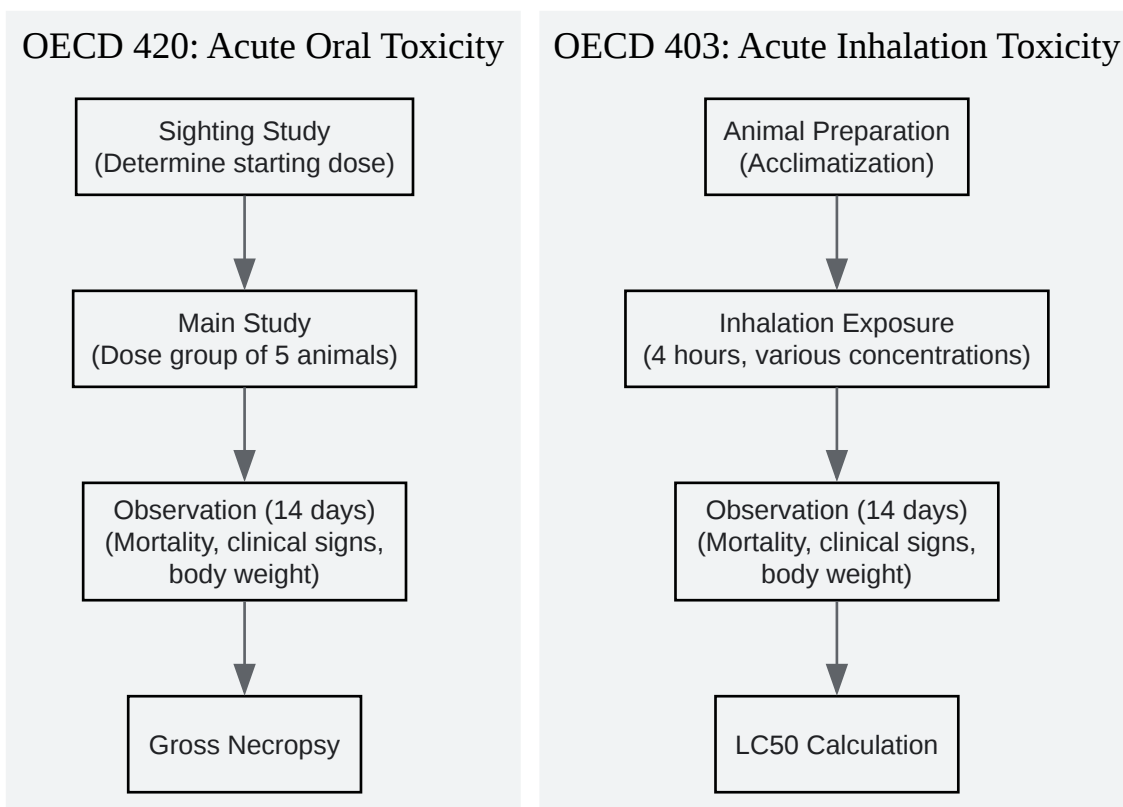 OECD 420: Acute Oral Toxicity
Sighting Study
(Determine starting dose)
Main Study
(Dose group of 5 animals)
Observation (14 days)
(Mortality, clinical signs,
body weight)
Gross Necropsy
OECD 403: Acute Inhalation Toxicity
Animal Preparation
(Acclimatization)
Inhalation Exposure
(4 hours, various concentrations)
Observation (14 days)
(Mortality, clinical signs,
body weight)
LC50 Calculation